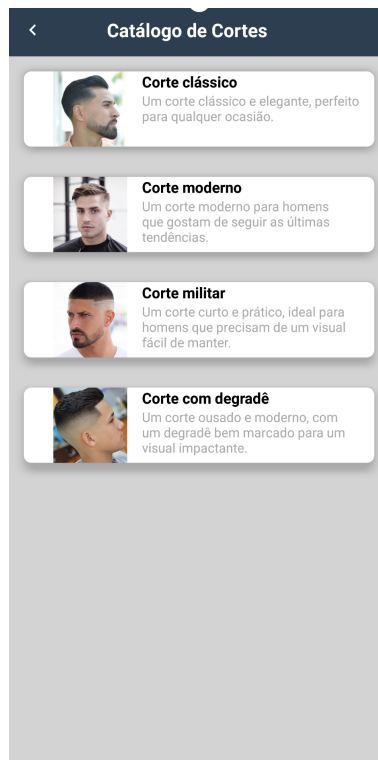 Catálogo de Cortes
Corte clássico
Um corte clássico e elegante, perfeito
para qualquer ocasião.
Corte moderno
Um corte moderno para homens
que gostam de seguir as últimas
tendências.
Corte militar
Um corte curto e prático, ideal para
homens que precisam de um visual
fácil de manter.
Corte com degradê
Um corte ousado e moderno, com
um degradê bem marcado para um
visual impactante.